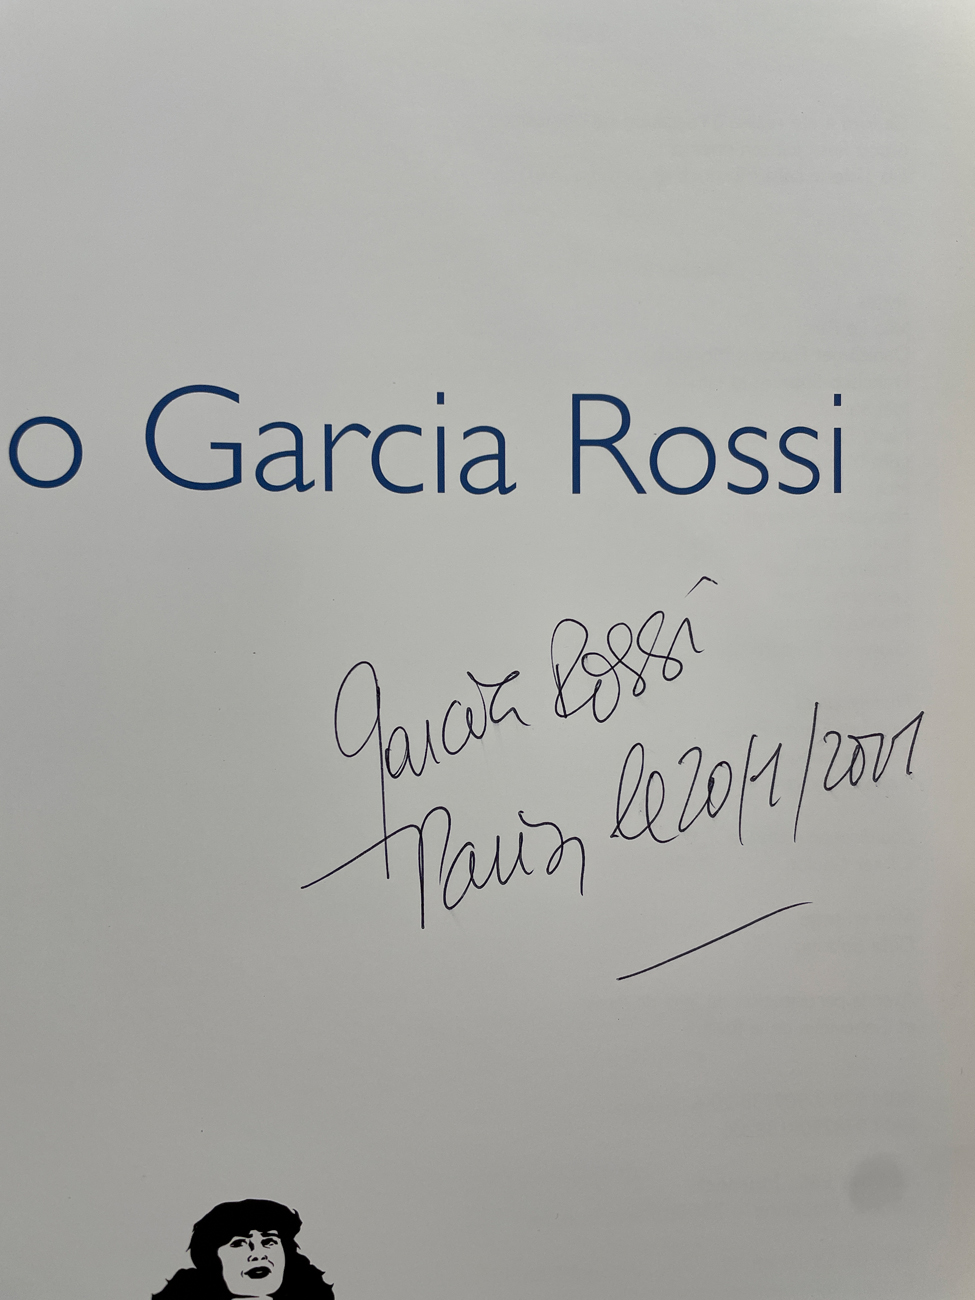 o Garcia Rossi
Garcia Rossi
Paris, le 20/1/2001